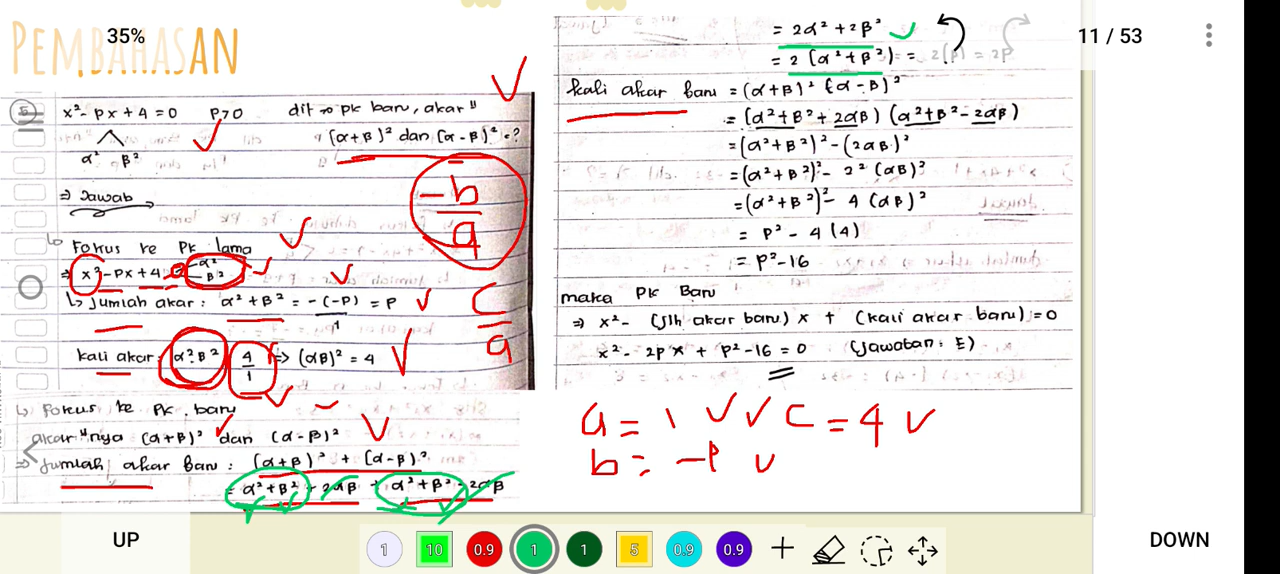 PEMBAHASAN
35%
11 / 53
5
x² - px + 4 = 0 p>0 dit → pk baru, akar"
(α+β)² dan (α-β)² = ?
α² β²
⇒ Jawab
Fokus ke Pk lama
⇒ x² - px + 4 = 0 α² β²
↳ Jumlah akar : α² + β² = -(-p)/1 = p
kali akar : α².β² = 4/1 ⇒ (αβ)² = 4
↳ Fokus ke Pk. baru
akar"nya (α+β)² dan (α-β)²
⇒ Jumlah akar baru : (α+β)² + (α-β)²
= α²+β² + 2αβ + α²+β² - 2αβ
-b/a
c/a
= 2α² + 2β²
= 2 (α²+β²) = 2(p) = 2p
kali akar baru = (α+β)² (α-β)²
= (α²+β²+2αβ) (α²+β²-2αβ)
= (α²+β²)² - (2αβ)²
= (α²+β²)² - 2² (αβ)²
= (α²+β²)² - 4 (αβ)²
= p² - 4 (4)
= p² - 16
maka PK Baru
⇒ x² - (jlh akar baru) x + (kali akar baru) = 0
x² - 2px + p² - 16 = 0 (Jawaban : E)
a = 1 c = 4
b = -p
UP
1 10 0.9 1 1 5 0.9 0.9
DOWN